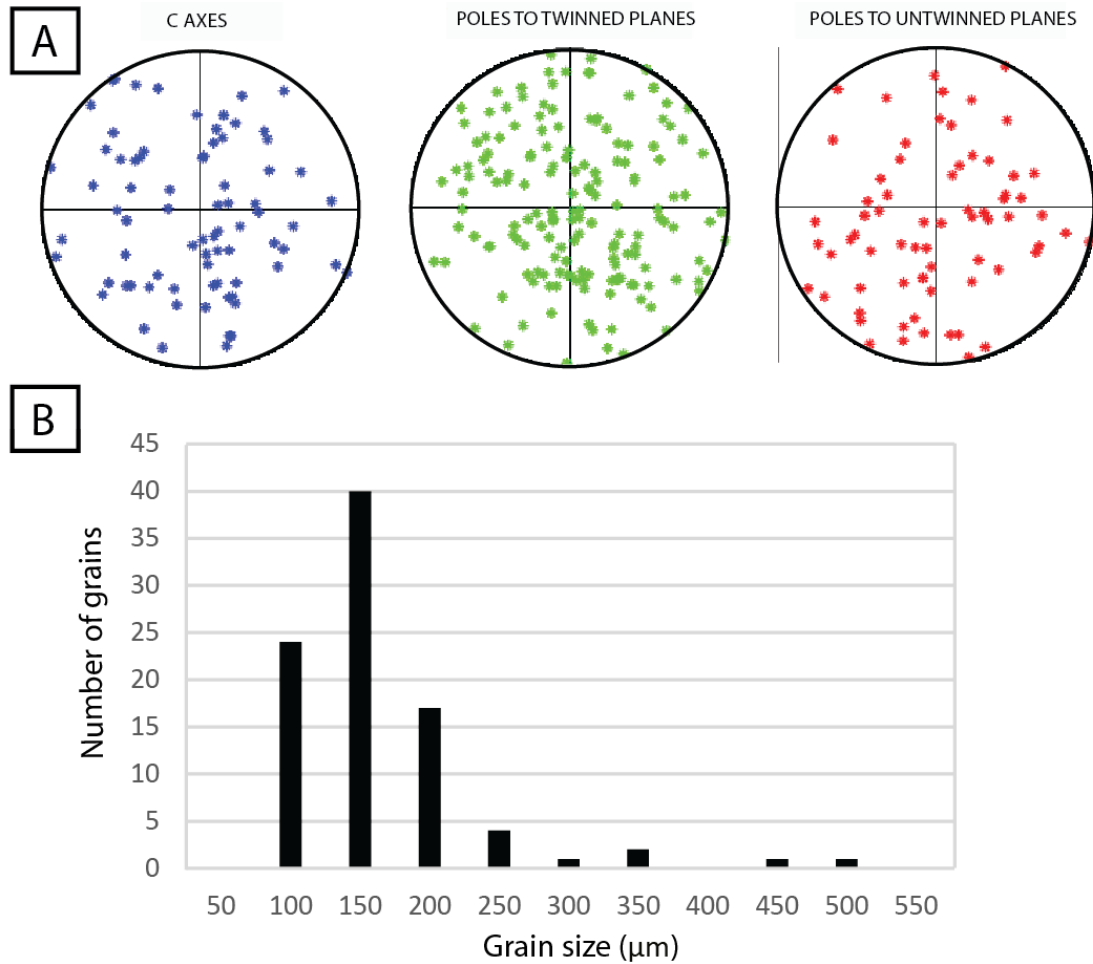 A
C AXES
POLES TO TWINNED PLANES
POLES TO UNTWINNED PLANES
B
45
40
35
30
25
20
15
10
5
0
Number of grains
50 100 150 200 250 300 350 400 450 500 550
Grain size (µm)